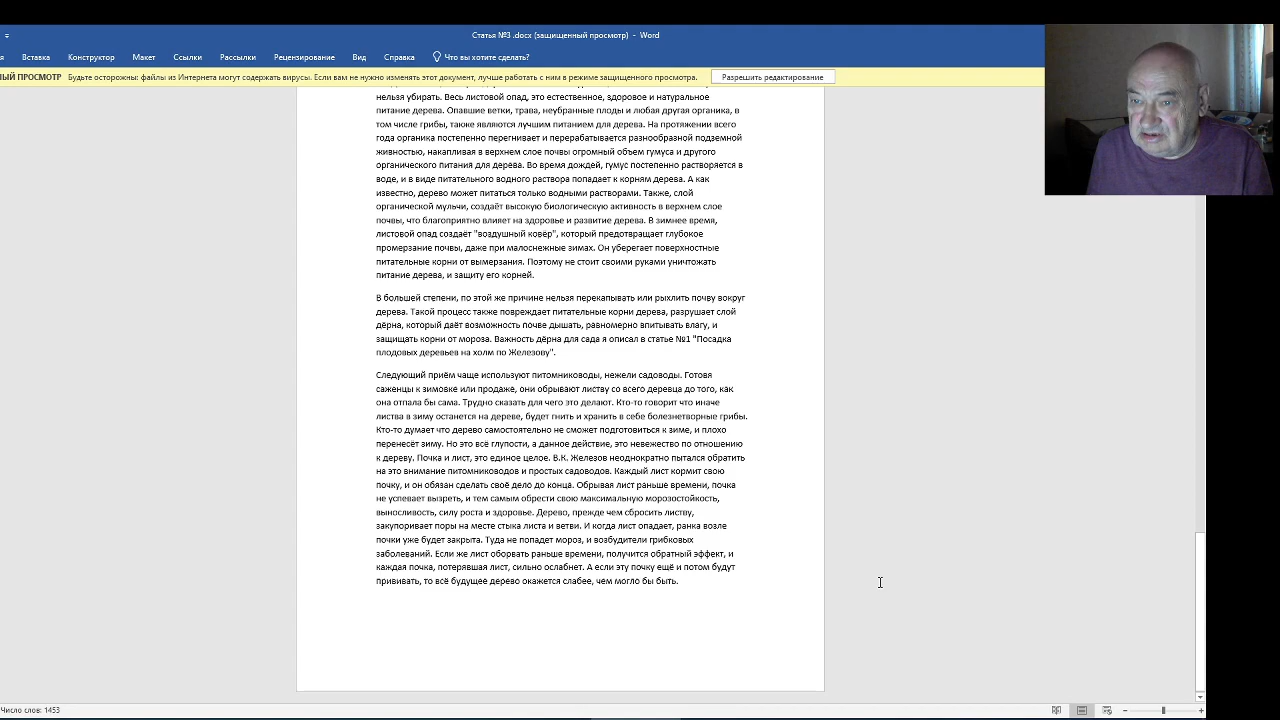 Статья №3 .docx (защищенный просмотр) - Word
Вставка Конструктор Макет Ссылки Рассылки Рецензирование Вид Справка Что вы хотите сделать?
ЫЙ ПРОСМОТР Будьте осторожны: файлы из Интернета могут содержать вирусы. Если вам не нужно изменять этот документ, лучше работать с ним в режиме защищенного просмотра. Разрешить редактирование
нельзя убирать. Весь листовой опад, это естественное, здоровое и натуральное
питание дерева. Опавшие ветки, трава, неубранные плоды и любая другая органика, в
том числе грибы, также являются лучшим питанием для дерева. На протяжении всего
года органика постепенно перегнивает и перерабатывается разнообразной подземной
живностью, накапливая в верхнем слое почвы огромный объем гумуса и другого
органического питания для дерева. Во время дождей, гумус постепенно растворяется в
воде, и в виде питательного водного раствора попадает к корням дерева. А как
известно, дерево может питаться только водными растворами. Также, слой
органической мульчи, создаёт высокую биологическую активность в верхнем слое
почвы, что благоприятно влияет на здоровье и развитие дерева. В зимнее время,
листовой опад создаёт "воздушный ковёр", который предотвращает глубокое
промерзание почвы, даже при малоснежные зимах. Он уберегает поверхностные
питательные корни от вымерзания. Поэтому не стоит своими руками уничтожать
питание дерева, и защиту его корней.
В большей степени, по этой же причине нельзя перекапывать или рыхлить почву вокруг
дерева. Такой процесс также повреждает питательные корни дерева, разрушает слой
дёрна, который даёт возможность почве дышать, равномерно впитывать влагу, и
защищать корни от мороза. Важность дёрна для сада я описал в статье №1 "Посадка
плодовых деревьев на холм по Железову".
Следующий приём чаще используют питомниководы, нежели садоводы. Готовя
саженцы к зимовке или продаже, они обрывают листву со всего деревца до того, как
она отпала бы сама. Трудно сказать для чего это делают. Кто-то говорит что иначе
листва в зиму останется на дереве, будет гнить и хранить в себе болезнетворные грибы.
Кто-то думает что дерево самостоятельно не сможет подготовиться к зиме, и плохо
перенесёт зиму. Но это всё глупости, а данное действие, это невежество по отношению
к дереву. Почка и лист, это единое целое. В.К. Железов неоднократно пытался обратить
на это внимание питомниководов и простых садоводов. Каждый лист кормит свою
почку, и он обязан сделать своё дело до конца. Обрывая лист раньше времени, почка
не успевает вызреть, и тем самым обрести свою максимальную морозостойкость,
выносливость, силу роста и здоровье. Дерево, прежде чем сбросить листву,
закупоривает поры на месте стыка листа и ветви. И когда лист опадает, ранка возле
почки уже будет закрыта. Туда не попадет мороз, и возбудители грибковых
заболеваний. Если же лист оборвать раньше времени, получится обратный эффект, и
каждая почка, потерявшая лист, сильно ослабнет. А если эту почку ещё и потом будут
прививать, то всё будущее дерево окажется слабее, чем могло бы быть.
Число слов: 1453